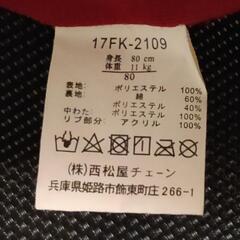 17FK-2109
身長 80 cm
体重 11 kg
80
表地: ポリエステル 100%
綿 60%
ポリエステル 40%
中わた: ポリエステル 100%
リブ部分: アクリル 100%
(株)西松屋チェーン
兵庫県姫路市飾東町庄266-1